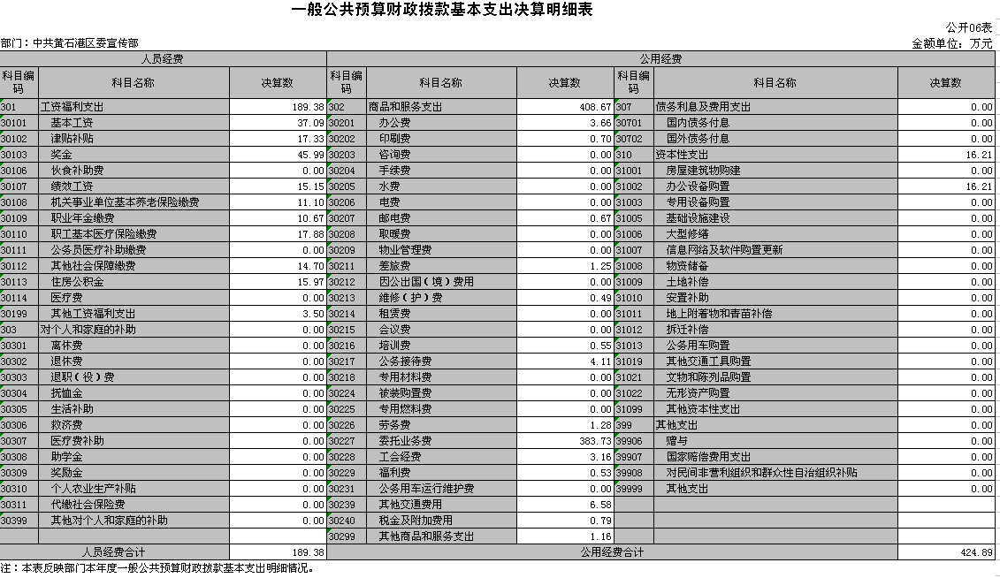 一般公共预算财政拨款基本支出决算明细表
公开06表
部门：中共黄石港区委宣传部 金额单位：万元
人员经费 公用经费
科目编码 科目名称 决算数 科目编码 科目名称 决算数 科目编码 科目名称 决算数
301 工资福利支出 189.38 302 商品和服务支出 408.67 307 债务利息及费用支出 0.00
30101 基本工资 37.09 30201 办公费 3.66 30701 国内债务付息 0.00
30102 津贴补贴 17.33 30202 印刷费 0.70 30702 国外债务付息 0.00
30103 奖金 45.99 30203 咨询费 0.00 310 资本性支出 16.21
30106 伙食补助费 0.00 30204 手续费 0.00 31001 房屋建筑物购建 0.00
30107 绩效工资 15.15 30205 水费 0.00 31002 办公设备购置 16.21
30108 机关事业单位基本养老保险缴费 11.10 30206 电费 0.00 31003 专用设备购置 0.00
30109 职业年金缴费 10.67 30207 邮电费 0.67 31005 基础设施建设 0.00
30110 职工基本医疗保险缴费 17.88 30208 取暖费 0.00 31006 大型修缮 0.00
30111 公务员医疗补助缴费 0.00 30209 物业管理费 0.00 31007 信息网络及软件购置更新 0.00
30112 其他社会保障缴费 14.70 30211 差旅费 1.25 31008 物资储备 0.00
30113 住房公积金 15.97 30212 因公出国（境）费用 0.00 31009 土地补偿 0.00
30114 医疗费 0.00 30213 维修（护）费 0.49 31010 安置补助 0.00
30199 其他工资福利支出 3.50 30214 租赁费 0.00 31011 地上附着物和青苗补偿 0.00
303 对个人和家庭的补助 0.00 30215 会议费 0.00 31012 拆迁补偿 0.00
30301 离休费 0.00 30216 培训费 0.55 31013 公务用车购置 0.00
30302 退休费 0.00 30217 公务接待费 4.11 31019 其他交通工具购置 0.00
30303 退职（役）费 0.00 30218 专用材料费 0.00 31021 文物和陈列品购置 0.00
30304 抚恤金 0.00 30224 被装购置费 0.00 31022 无形资产购置 0.00
30305 生活补助 0.00 30225 专用燃料费 0.00 31099 其他资本性支出 0.00
30306 救济费 0.00 30226 劳务费 1.28 399 其他支出 0.00
30307 医疗费补助 0.00 30227 委托业务费 383.73 39906 赠与 0.00
30308 助学金 0.00 30228 工会经费 3.16 39907 国家赔偿费用支出 0.00
30309 奖励金 0.00 30229 福利费 0.53 39908 对民间非营利组织和群众性自治组织补贴 0.00
30310 个人农业生产补贴 0.00 30231 公务用车运行维护费 0.00 39999 其他支出 0.00
30311 代缴社会保险费 0.00 30239 其他交通费用 6.58
30399 其他对个人和家庭的补助 0.00 30240 税金及附加费用 0.79
30299 其他商品和服务支出 1.16
人员经费合计 189.38 公用经费合计 424.89
注：本表反映部门本年度一般公共预算财政拨款基本支出明细情况。